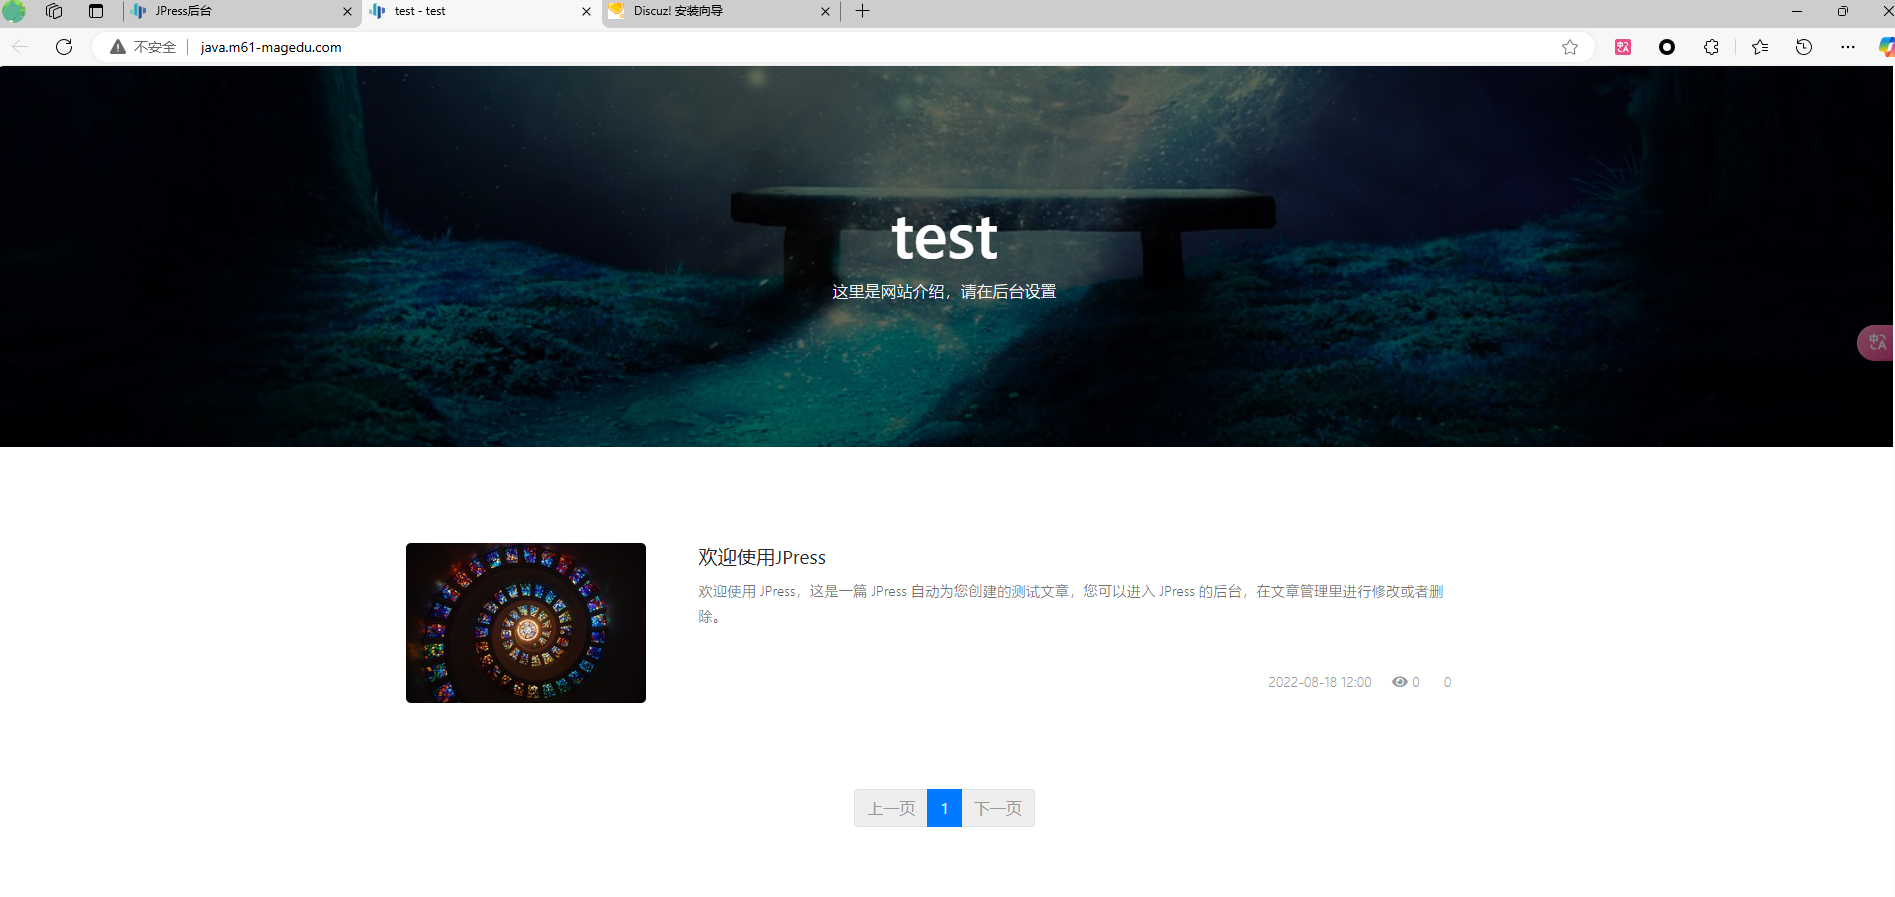 JPress后台
test - test
Discuz! 安装向导
不安全
java.m61-magedu.com
test
这里是网站介绍，请在后台设置
欢迎使用JPress
欢迎使用 JPress，这是一篇 JPress 自动为您创建的测试文章，您可以进入 JPress 的后台，在文章管理里进行修改或者删
除。
2022-08-18 12:00 0 0
上一页 1 下一页